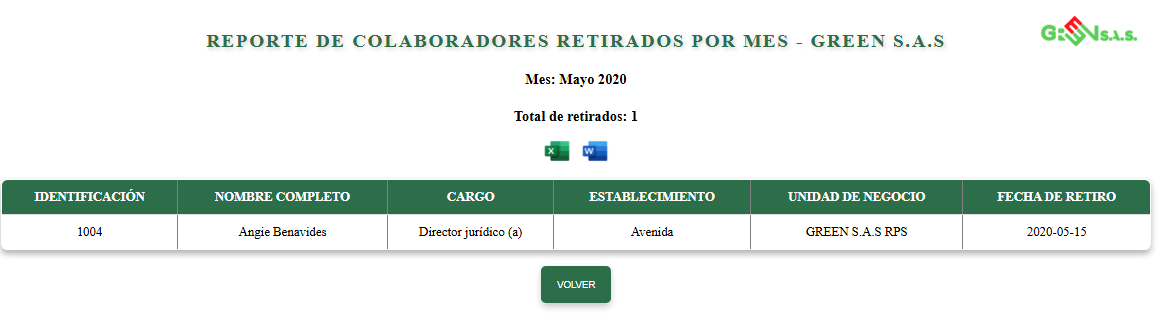 REPORTE DE COLABORADORES RETIRADOS POR MES - GREEN S.A.S
GREEN S.A.S.
Mes: Mayo 2020
Total de retirados: 1
X W
IDENTIFICACIÓN NOMBRE COMPLETO CARGO ESTABLECIMIENTO UNIDAD DE NEGOCIO FECHA DE RETIRO
1004 Angie Benavides Director jurídico (a) Avenida GREEN S.A.S RPS 2020-05-15
VOLVER